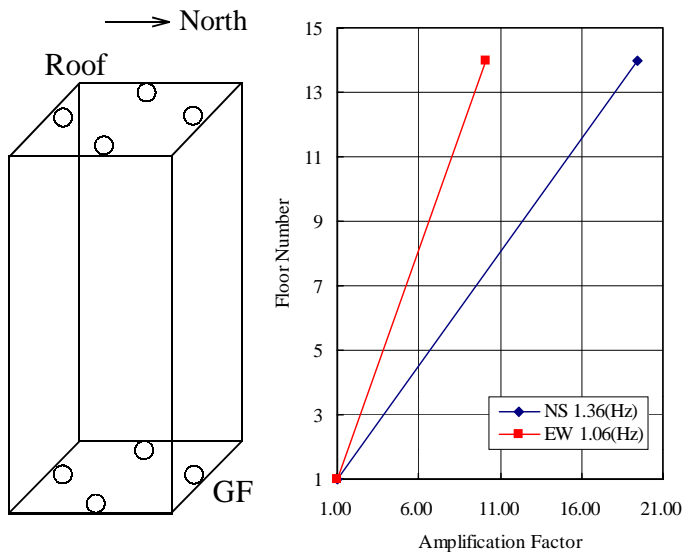 North
Roof
GF
15
13
11
9
7
5
3
1
Floor Number
NS 1.36(Hz)
EW 1.06(Hz)
1.00 6.00 11.00 16.00 21.00
Amplification Factor